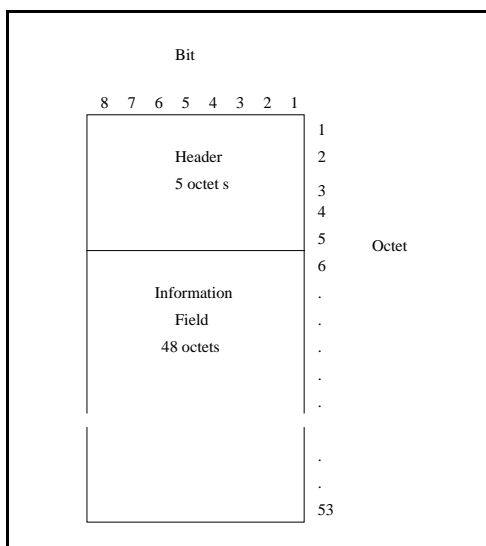 Bit
8 7 6 5 4 3 2 1
1
Header 2
5 octet s 3
4
5
Octet
6
Information .
Field .
48 octets .
.
.
.
.
53